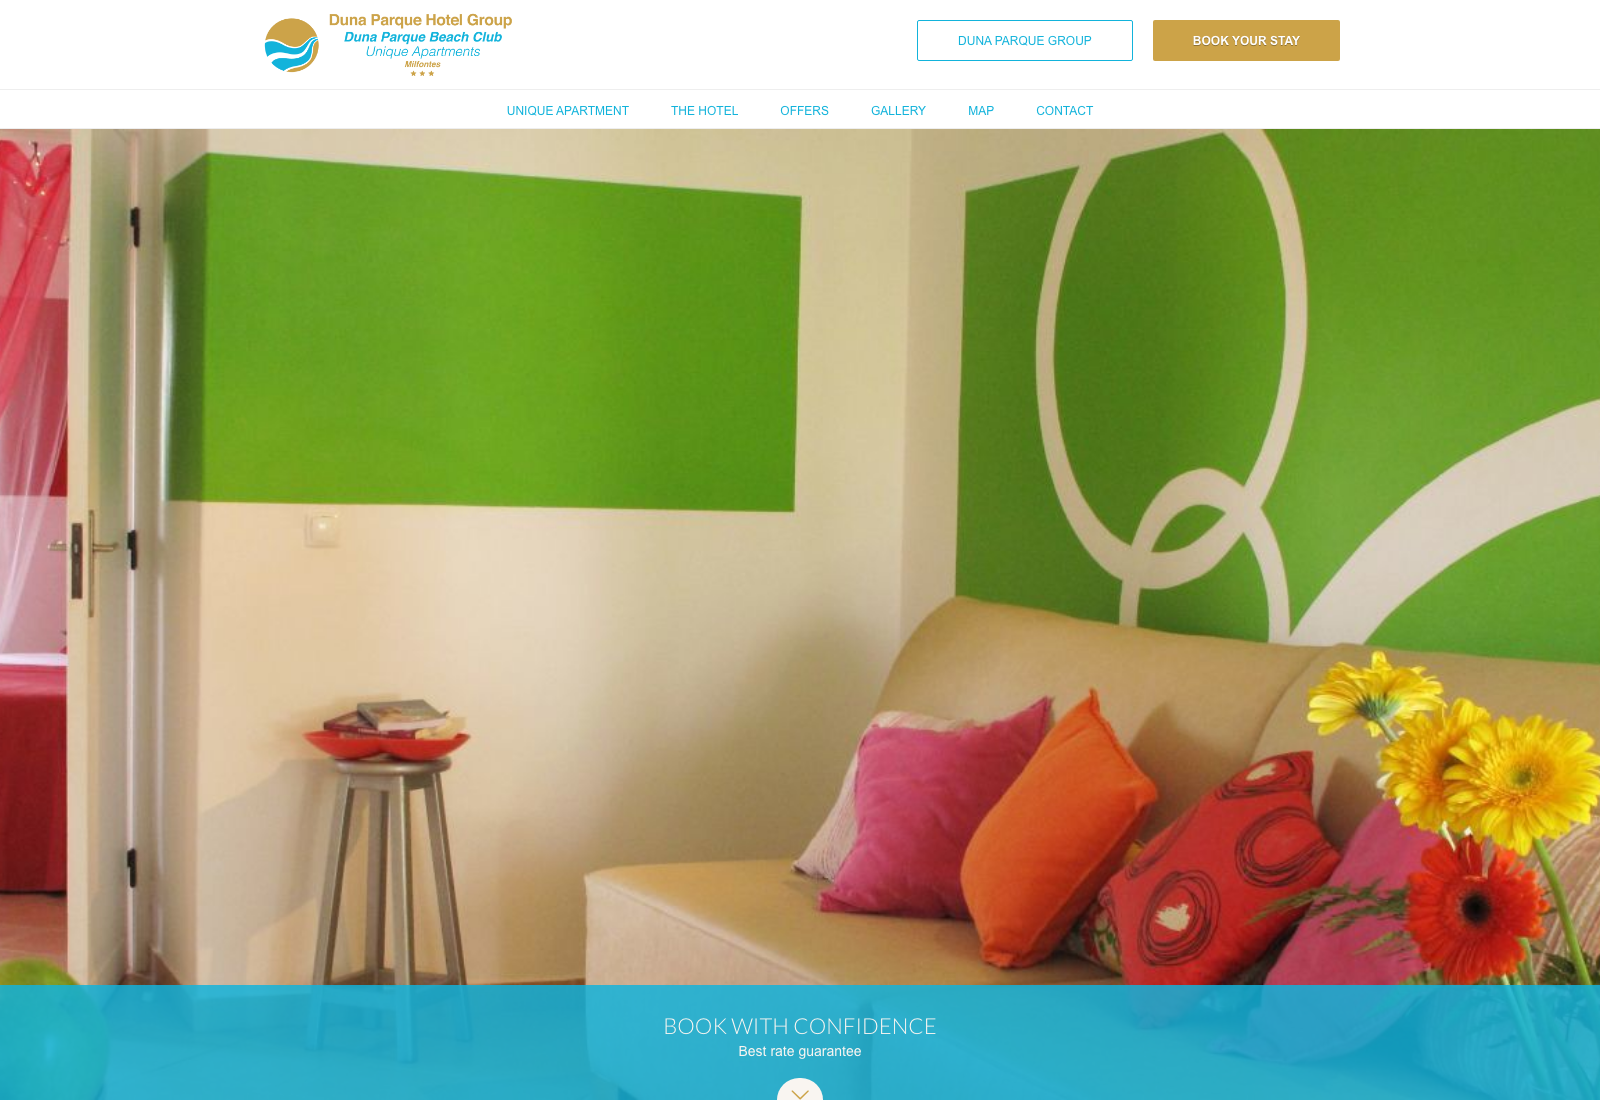 Duna Parque Hotel Group
Duna Parque Beach Club
Unique Apartments
Milfontes
DUNA PARQUE GROUP
BOOK YOUR STAY
UNIQUE APARTMENT
THE HOTEL
OFFERS
GALLERY
MAP
CONTACT
BOOK WITH CONFIDENCE
Best rate guarantee